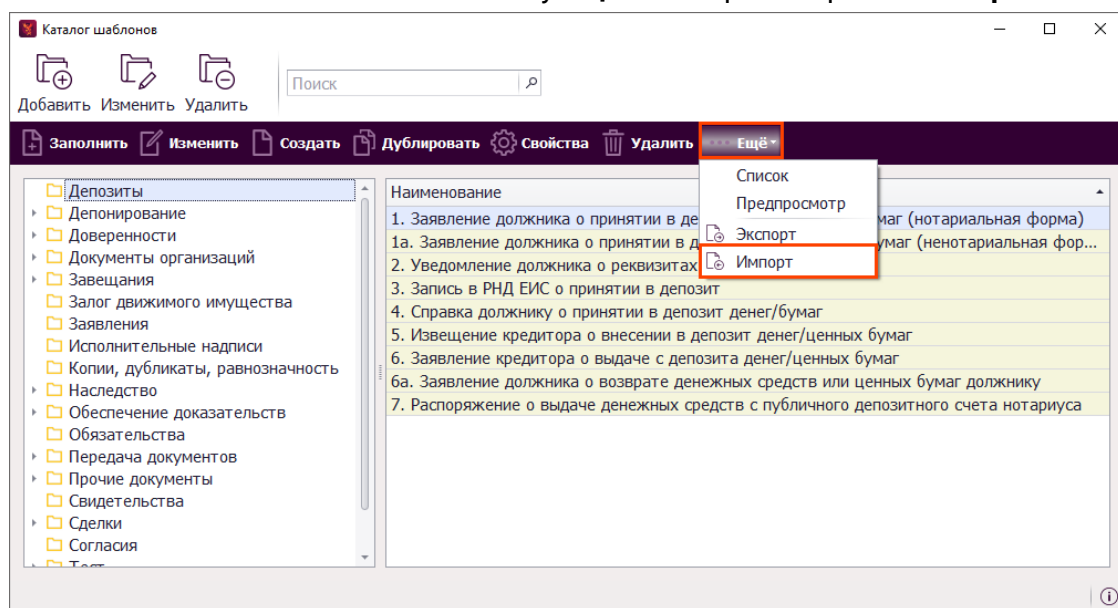 Каталог шаблонов
Добавить Изменить Удалить
Поиск
Заполнить Изменить Создать Дублировать Свойства Удалить Ещё
Список
Предпросмотр
Экспорт
Импорт
Депозиты
Депонирование
Доверенности
Документы организаций
Завещания
Залог движимого имущества
Заявления
Исполнительные надписи
Копии, дубликаты, равнозначность
Наследство
Обеспечение доказательств
Обязательства
Передача документов
Прочие документы
Свидетельства
Сделки
Согласия
Наименование
1. Заявление должника о принятии в де маг (нотариальная форма)
1а. Заявление должника о принятии в д умаг (ненотариальная фор...
2. Уведомление должника о реквизитах
3. Запись в РНД ЕИС о принятии в депозит
4. Справка должнику о принятии в депозит денег/бумаг
5. Извещение кредитора о внесении в депозит денег/ценных бумаг
6. Заявление кредитора о выдаче с депозита денег/ценных бумаг
6а. Заявление должника о возврате денежных средств или ценных бумаг должнику
7. Распоряжение о выдаче денежных средств с публичного депозитного счета нотариуса